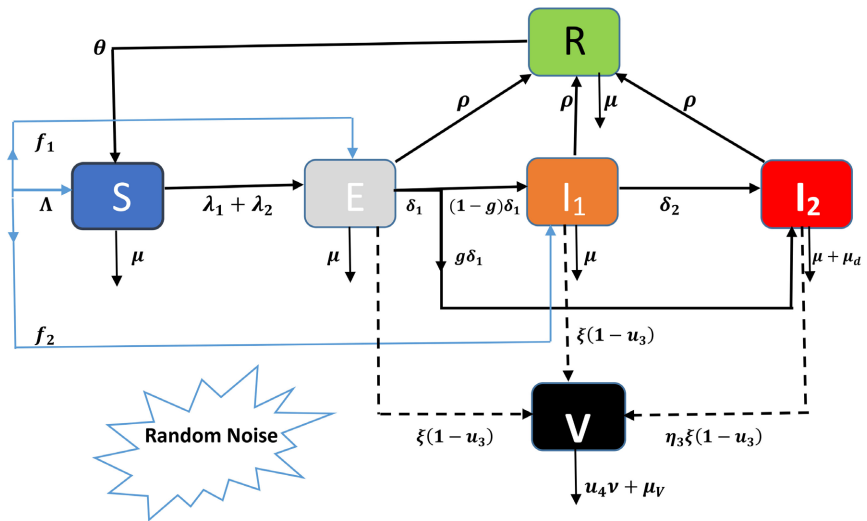 R
θ
ρ
ρ
μ
ρ
f₁
S
E
I₁
I₂
Λ
λ₁ + λ₂
δ₁
(1 − g)δ₁
δ₂
μ
μ
gδ₁
μ
μ + μ_d
f₂
ξ(1 − u₃)
Random Noise
V
ξ(1 − u₃)
η₃ξ(1 − u₃)
u₄ν + μ_V